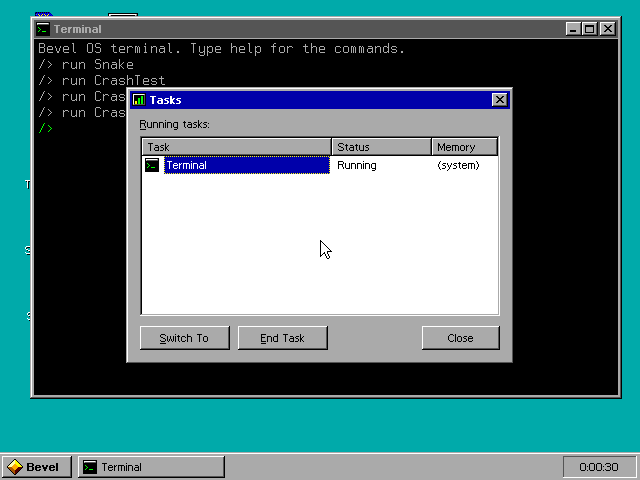 Terminal
Bevel OS terminal. Type help for the commands.
/> run Snake
/> run CrashTest
/> run Cras
/> run Cras
/>
Tasks
Running tasks:
Task Status Memory
Terminal Running (system)
Switch To End Task Close
Bevel Terminal 0:00:30